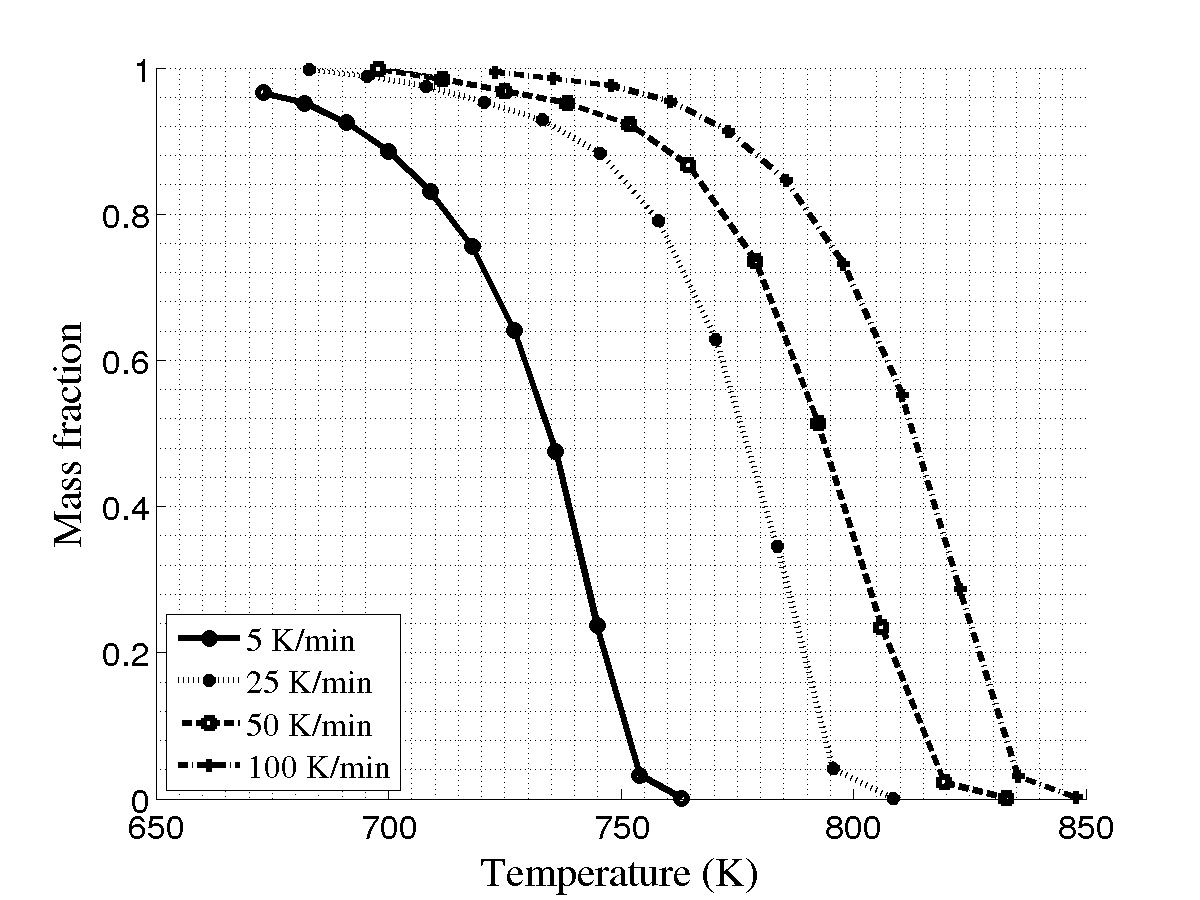 1
0.8
0.6
0.4
0.2
0
Mass fraction
5 K/min
25 K/min
50 K/min
100 K/min
650 700 750 800 850
Temperature (K)